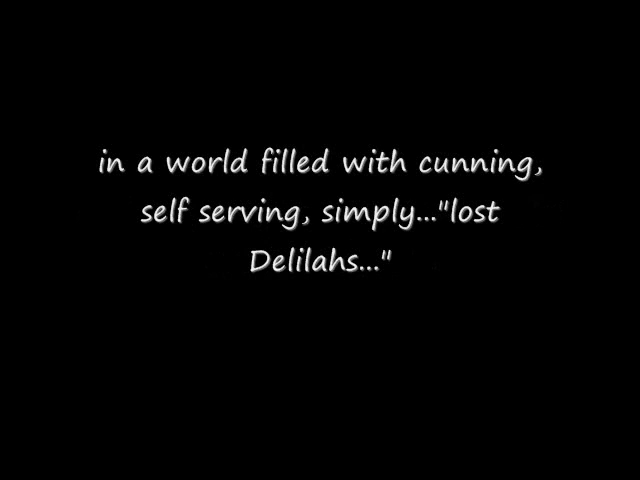 in a world filled with cunning,
self serving, simply..."lost
Delilahs..."